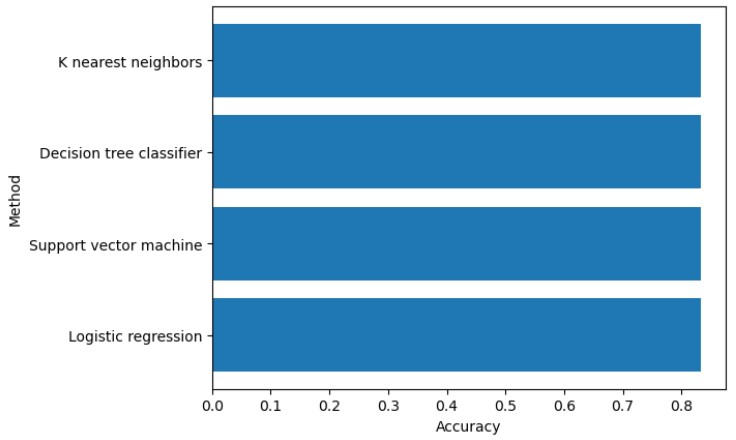 K nearest neighbors
Decision tree classifier
Support vector machine
Logistic regression
Method
0.0 0.1 0.2 0.3 0.4 0.5 0.6 0.7 0.8
Accuracy